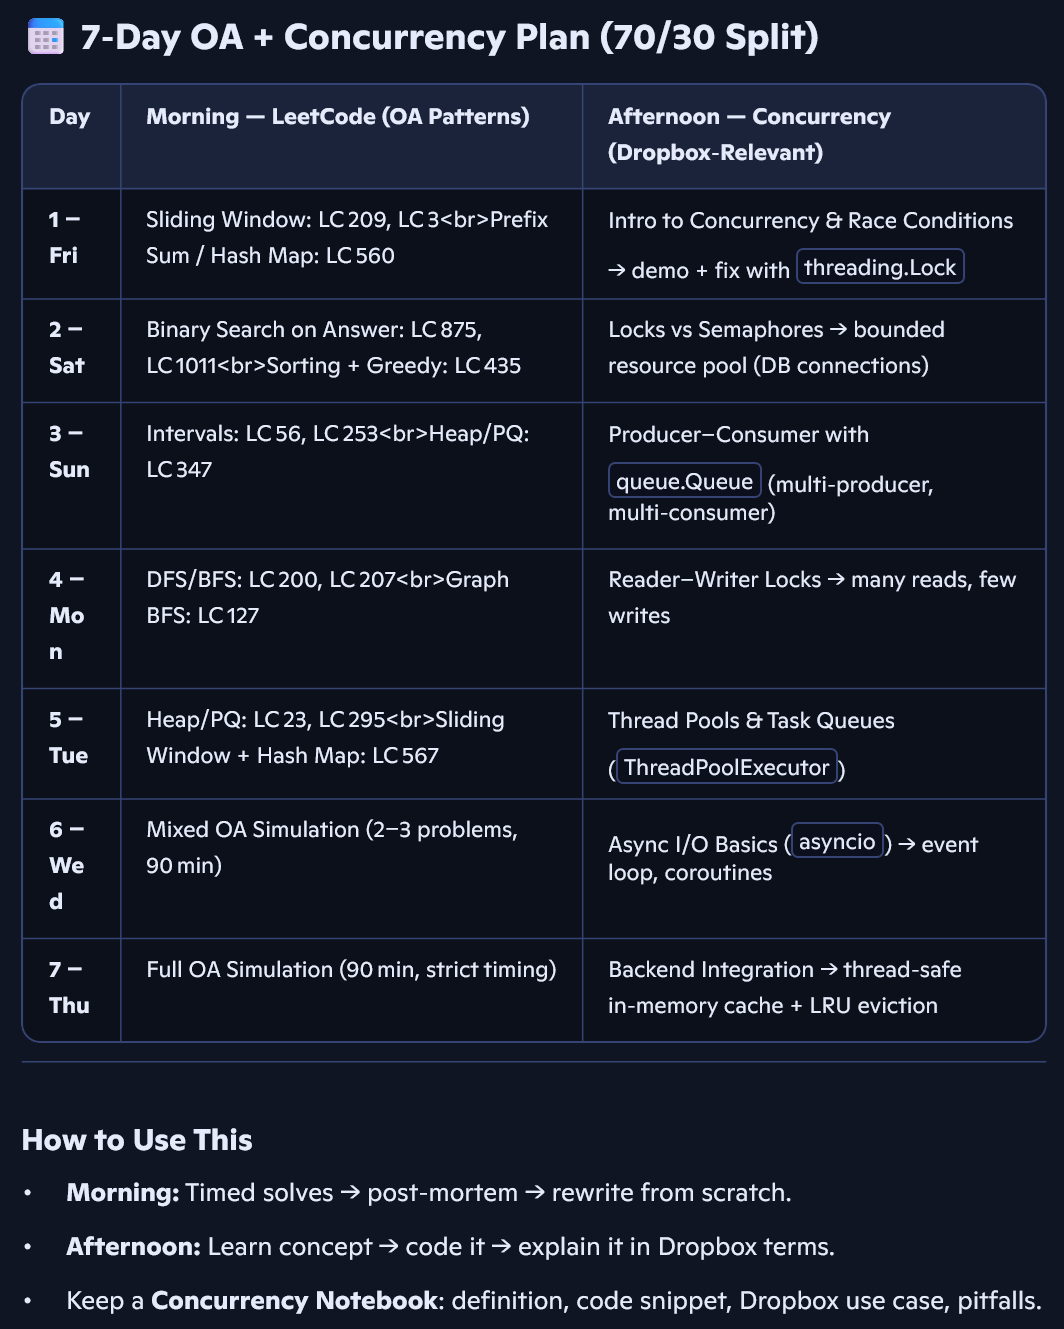 7-Day OA + Concurrency Plan (70/30 Split)
Day
Morning — LeetCode (OA Patterns)
Afternoon — Concurrency
(Dropbox-Relevant)
1 –
Fri
Sliding Window: LC 209, LC 3<br>Prefix
Sum / Hash Map: LC 560
Intro to Concurrency & Race Conditions
→ demo + fix with threading.Lock
2 –
Sat
Binary Search on Answer: LC 875,
LC 1011<br>Sorting + Greedy: LC 435
Locks vs Semaphores → bounded
resource pool (DB connections)
3 –
Sun
Intervals: LC 56, LC 253<br>Heap/PQ:
LC 347
Producer–Consumer with
queue.Queue (multi-producer,
multi-consumer)
4 –
Mo
n
DFS/BFS: LC 200, LC 207<br>Graph
BFS: LC 127
Reader–Writer Locks → many reads, few
writes
5 –
Tue
Heap/PQ: LC 23, LC 295<br>Sliding
Window + Hash Map: LC 567
Thread Pools & Task Queues
(ThreadPoolExecutor)
6 –
We
d
Mixed OA Simulation (2–3 problems,
90 min)
Async I/O Basics (asyncio) → event
loop, coroutines
7 –
Thu
Full OA Simulation (90 min, strict timing)
Backend Integration → thread-safe
in-memory cache + LRU eviction
How to Use This
• Morning: Timed solves → post-mortem → rewrite from scratch.
• Afternoon: Learn concept → code it → explain it in Dropbox terms.
• Keep a Concurrency Notebook: definition, code snippet, Dropbox use case, pitfalls.